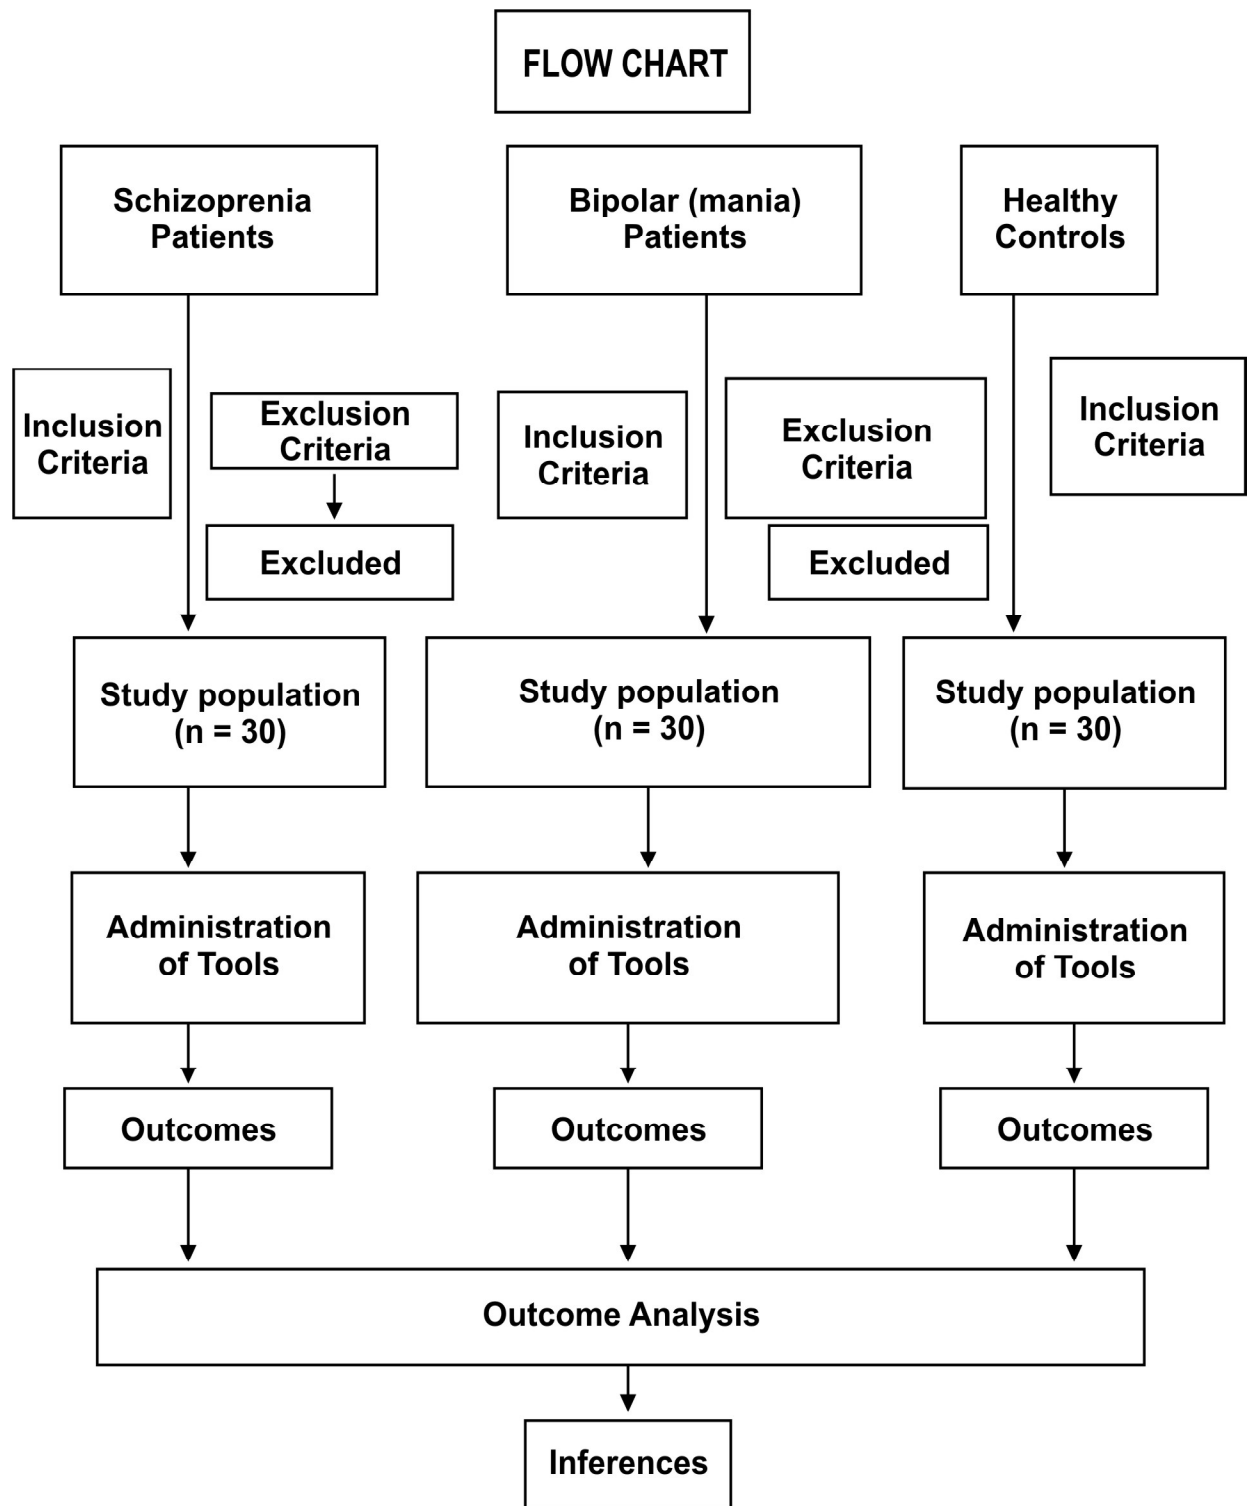 FLOW CHART
Schizoprenia
Patients
Bipolar (mania)
Patients
Healthy
Controls
Inclusion
Criteria
Exclusion
Criteria
Excluded
Inclusion
Criteria
Exclusion
Criteria
Excluded
Inclusion
Criteria
Study population
(n = 30)
Study population
(n = 30)
Study population
(n = 30)
Administration
of Tools
Administration
of Tools
Administration
of Tools
Outcomes
Outcomes
Outcomes
Outcome Analysis
Inferences